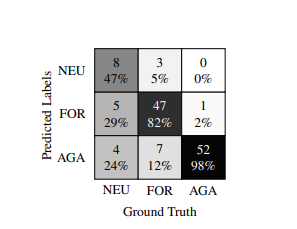 8 3 0
NEU 47% 5% 0%
5 47 1
FOR 29% 82% 2%
4 7 52
AGA 24% 12% 98%
NEU FOR AGA
Ground Truth
Predicted Labels